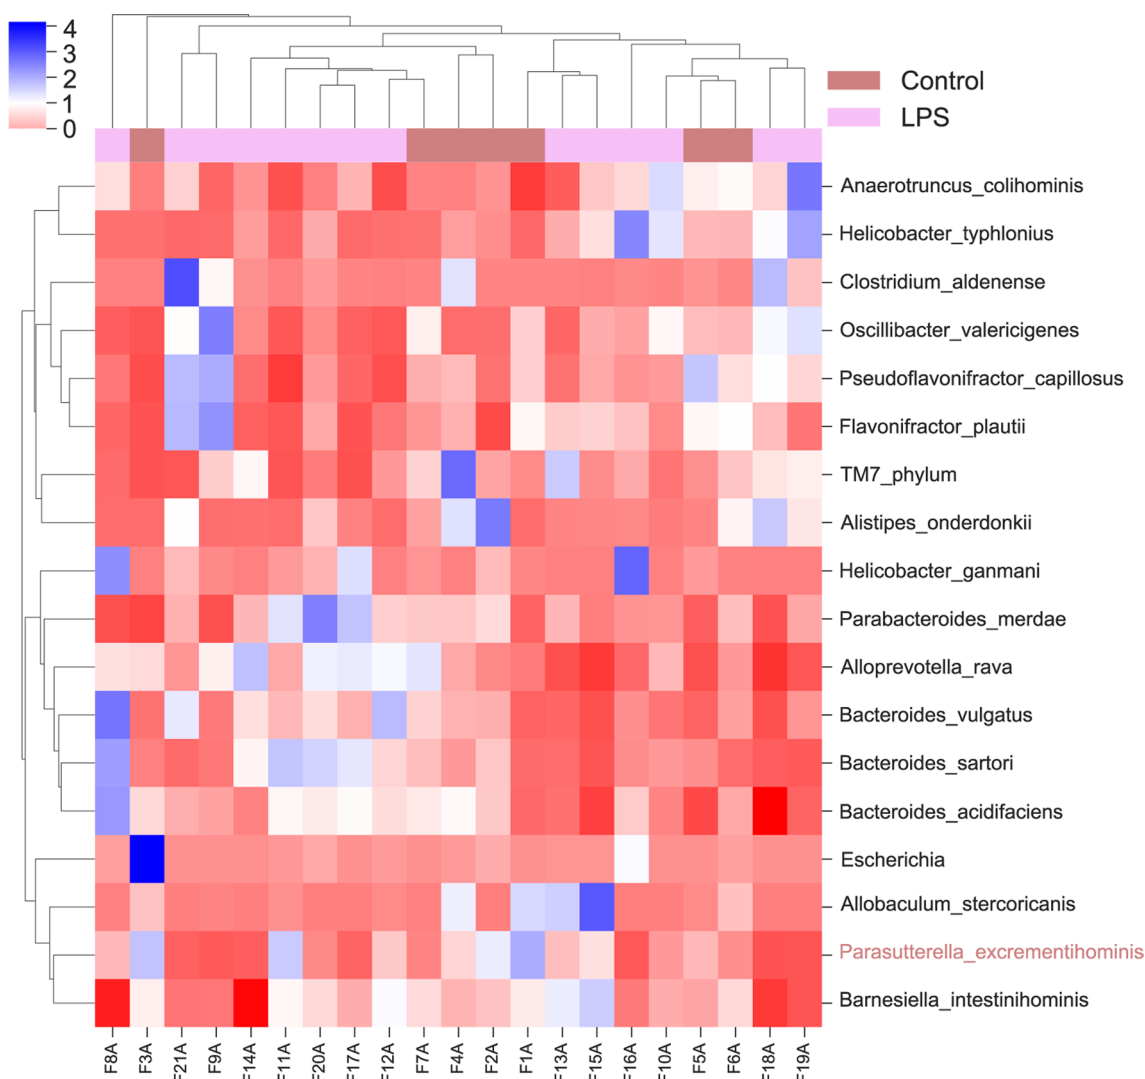 4
3
2
1
0
Control
LPS
Anaerotruncus_colihominis
Helicobacter_typhlonius
Clostridium_aldenense
Oscillibacter_valericigenes
Pseudoflavonifractor_capillosus
Flavonifractor_plautii
TM7_phylum
Alistipes_onderdonkii
Helicobacter_ganmani
Parabacteroides_merdae
Alloprevotella_rava
Bacteroides_vulgatus
Bacteroides_sartori
Bacteroides_acidifaciens
Escherichia
Allobaculum_stercoricanis
Parasutterella_excrementihominis
Barnesiella_intestinihominis
F8A
F3A
F21A
F9A
F14A
F11A
F20A
F17A
F12A
F7A
F4A
F2A
F1A
F13A
F15A
F16A
F10A
F5A
F6A
F18A
F19A